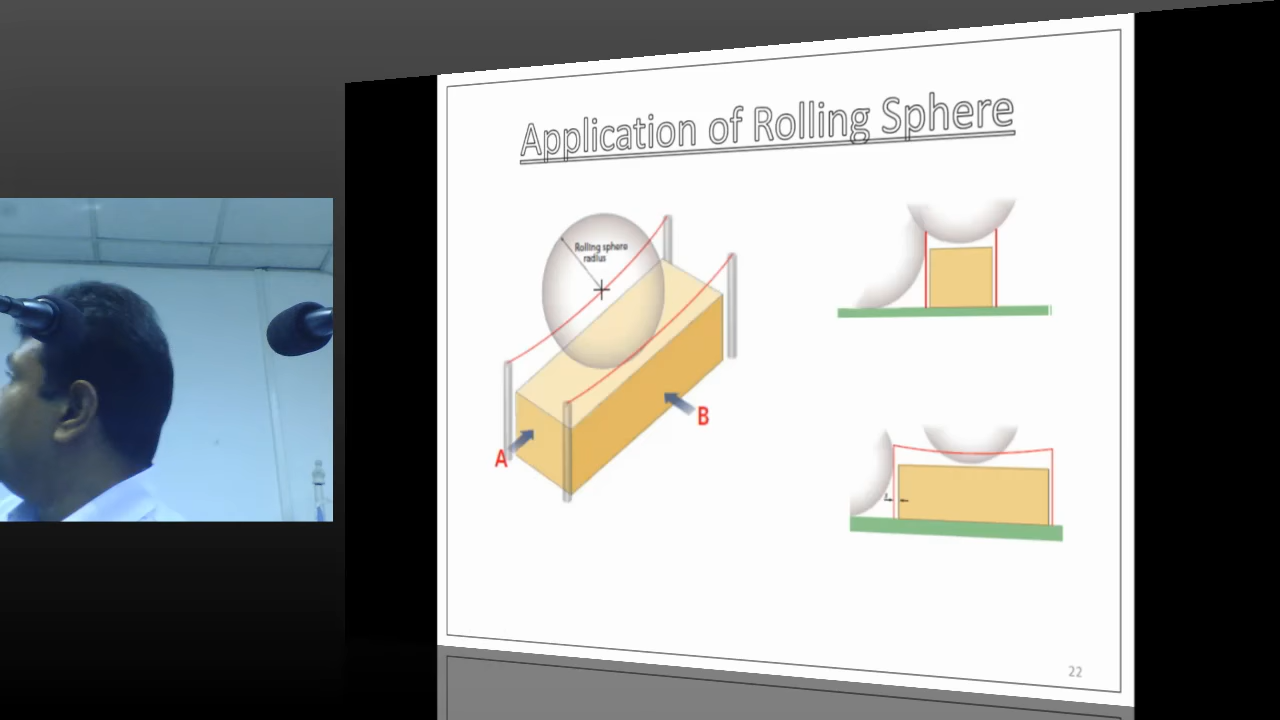 Application of Rolling Sphere
Rolling sphere
radius
A
B
22